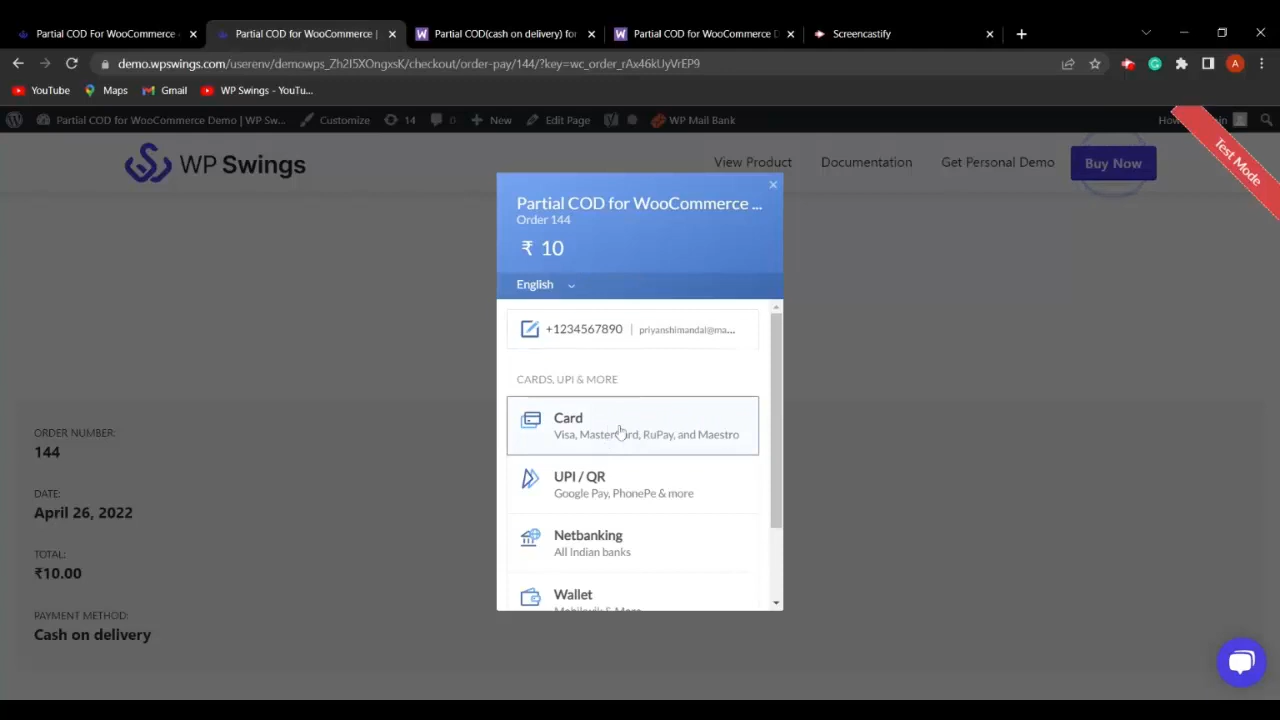 Partial COD For WooCommerce
Partial COD for WooCommerce |
Partial COD(cash on delivery) for
Partial COD for WooCommerce D
Screencastify
demo.wpswings.com/userenv/demowps_Zh2I5XOngxsK/checkout/order-pay/144/?key=wc_order_rAx46kUyVrEP9
A
YouTube
Maps
Gmail
WP Swings - YouTu...
Partial COD for WooCommerce Demo | WP Sw...
Customize
14
0
New
Edit Page
WP Mail Bank
Test Mode
WP Swings
View Product
Documentation
Get Personal Demo
Buy Now
Partial COD for WooCommerce ...
Order 144
₹ 10
English
+1234567890 | priyanshimandal@ma...
CARDS, UPI & MORE
Card
Visa, MasterCard, RuPay, and Maestro
UPI / QR
Google Pay, PhonePe & more
Netbanking
All Indian banks
Wallet
ORDER NUMBER:
144
DATE:
April 26, 2022
TOTAL:
₹10.00
PAYMENT METHOD:
Cash on delivery